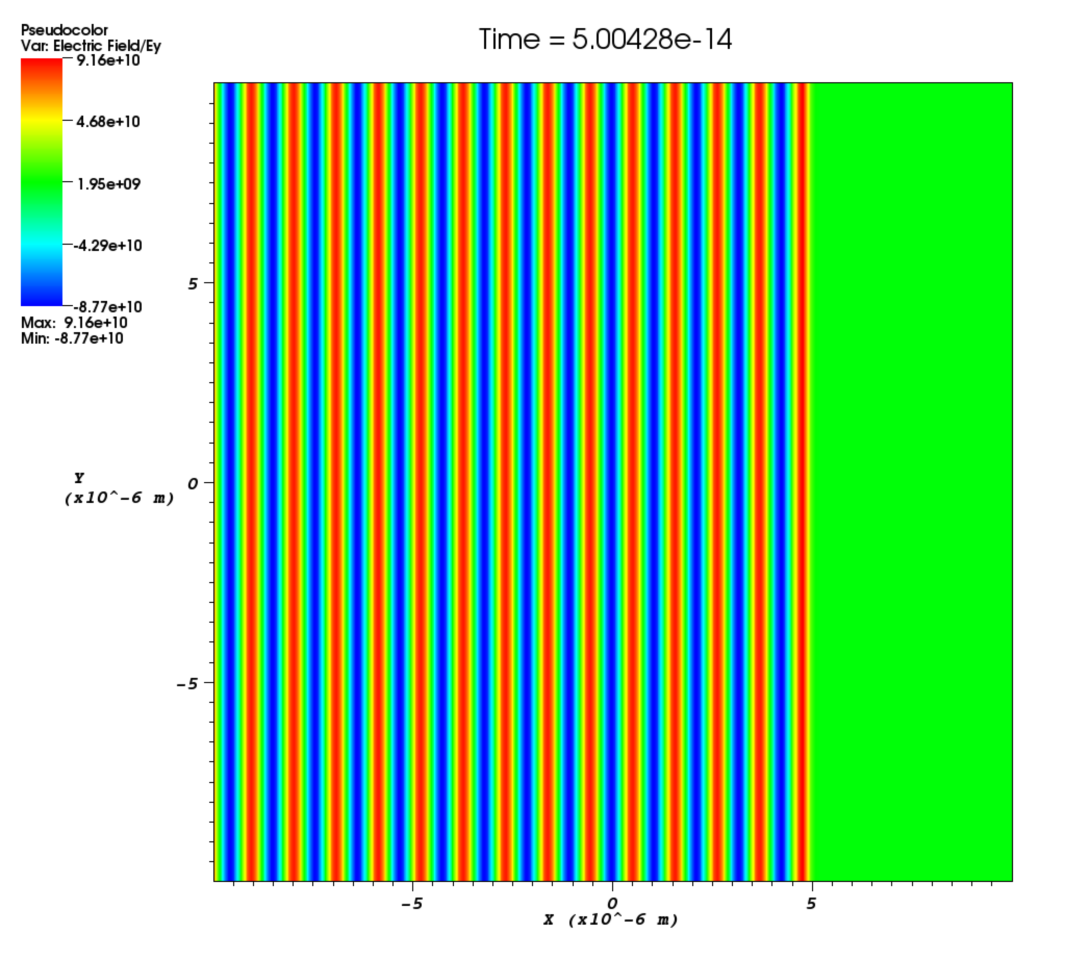 Pseudocolor
Var: Electric Field/Ey
9.16e+10
4.68e+10
1.95e+09
-4.29e+10
-8.77e+10
Max: 9.16e+10
Min: -8.77e+10
Time = 5.00428e-14
5
0
-5
Y
(x10^-6 m)
-5
0
5
X (x10^-6 m)